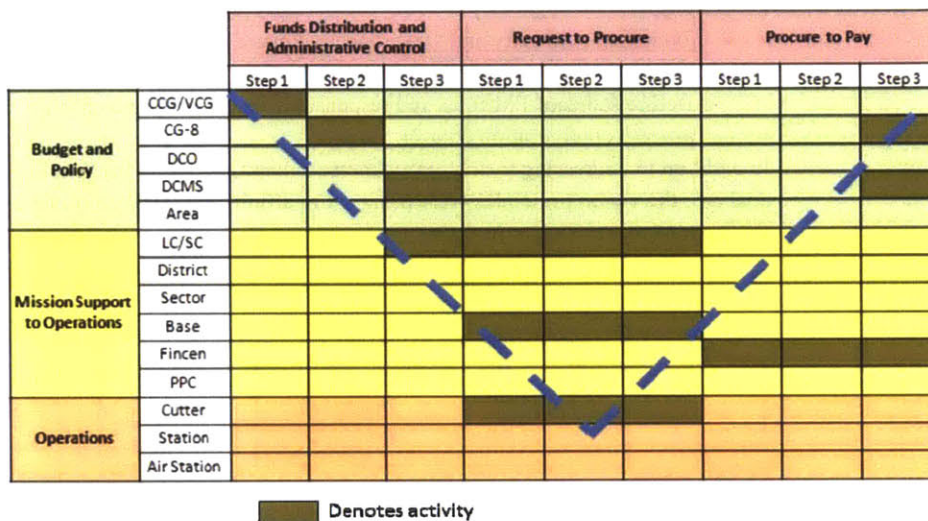 Funds Distribution and
Administrative Control
Request to Procure
Procure to Pay
Step 1 Step 2 Step 3 Step 1 Step 2 Step 3 Step 1 Step 2 Step 3
Budget and
Policy
CCG/VCG
CG-8
DCO
DCMS
Area
Mission Support
to Operations
LC/SC
District
Sector
Base
Fincen
PPC
Operations
Cutter
Station
Air Station
Denotes activity